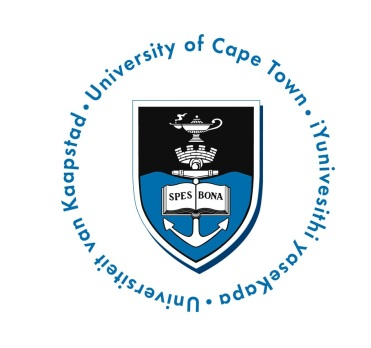 University of Cape Town • iYunivesithi yaseKapa • Universiteit van Kaapstad •
SPES BONA